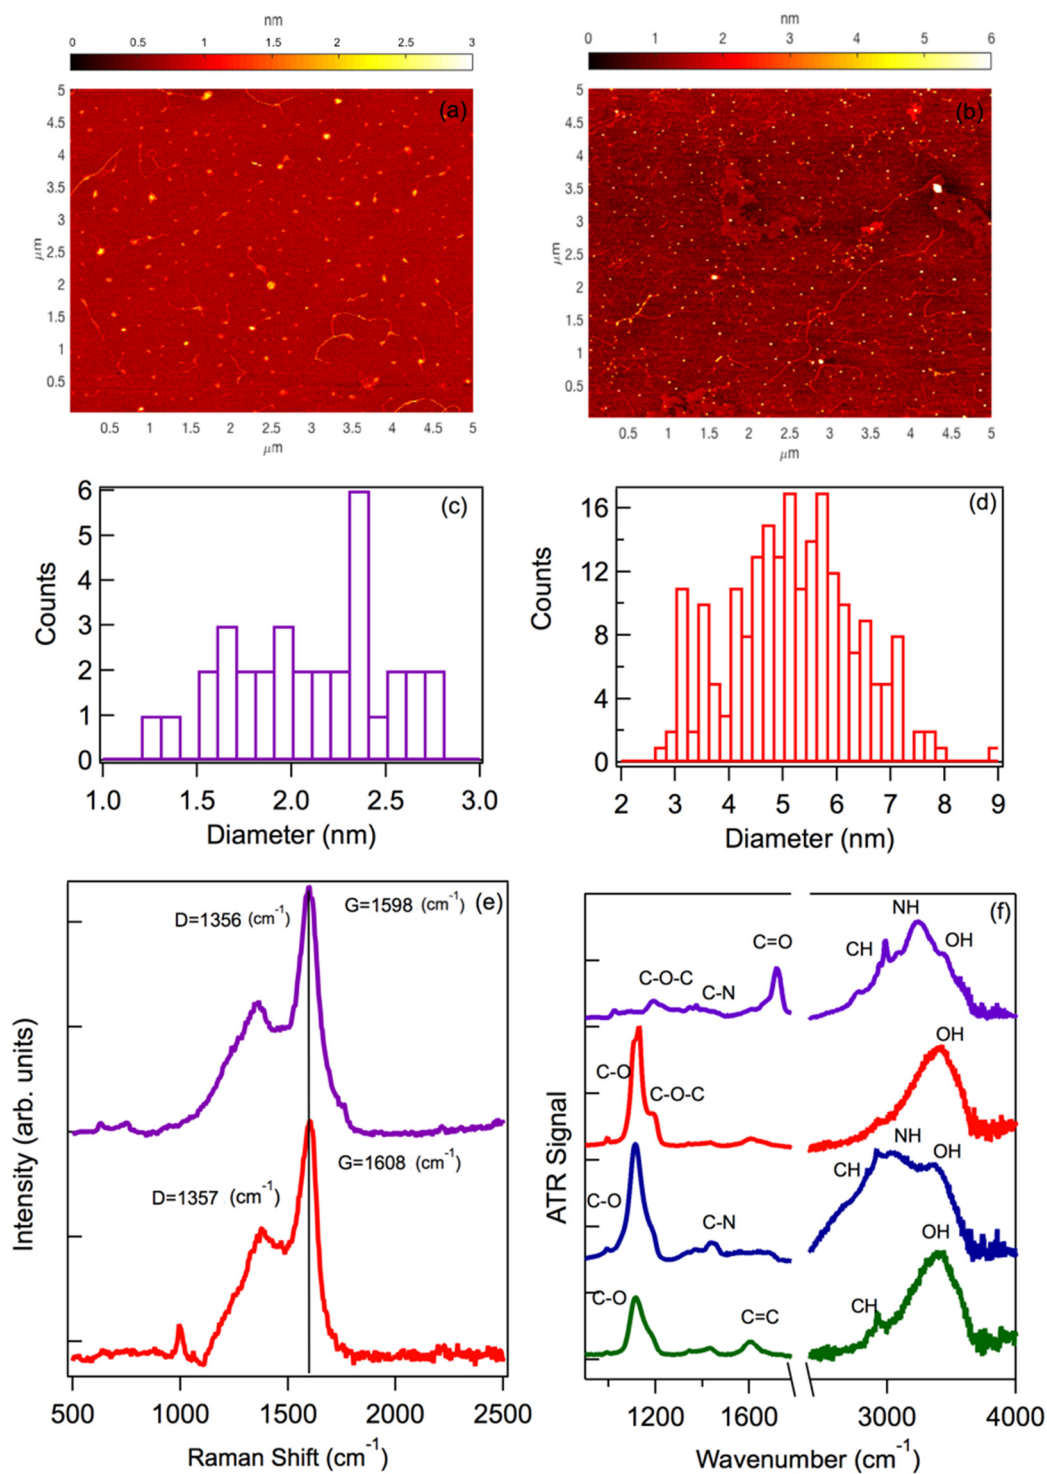 nm
0 0.5 1 1.5 2 2.5 3
5
4.5
4
3.5
3
2.5
2
1.5
1
0.5
μm
(a)
0.5 1 1.5 2 2.5 3 3.5 4 4.5 5
μm
nm
0 1 2 3 4 5 6
5
4.5
4
3.5
3
2.5
2
1.5
1
0.5
μm
(b)
0.5 1 1.5 2 2.5 3 3.5 4 4.5 5
μm
6
5
4
3
2
1
0
Counts
(c)
1.0 1.5 2.0 2.5 3.0
Diameter (nm)
16
12
8
4
0
Counts
(d)
2 3 4 5 6 7 8 9
Diameter (nm)
Intensity (arb. units)
G=1598 (cm⁻¹) (e)
D=1356 (cm⁻¹)
G=1608 (cm⁻¹)
D=1357 (cm⁻¹)
500 1000 1500 2000 2500
Raman Shift (cm⁻¹)
ATR Signal
NH (f)
C=O CH OH
C-O-C
C-N
OH
C-O
C-O-C
NH
CH OH
C-O
C-N
OH
C-O CH
C=C
1200 1600 3000 4000
Wavenumber (cm⁻¹)